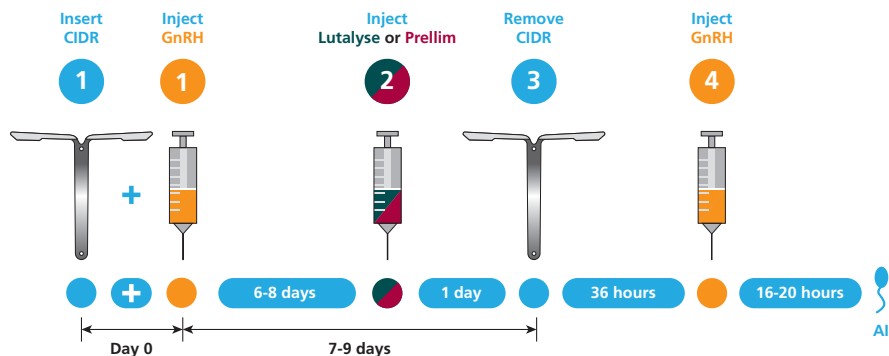 Insert
CIDR
Inject
GnRH
Inject
Lutalyse or Prellim
Remove
CIDR
Inject
GnRH
1
1
2
3
4
+
+
6-8 days
1 day
36 hours
16-20 hours
AI
Day 0
7-9 days